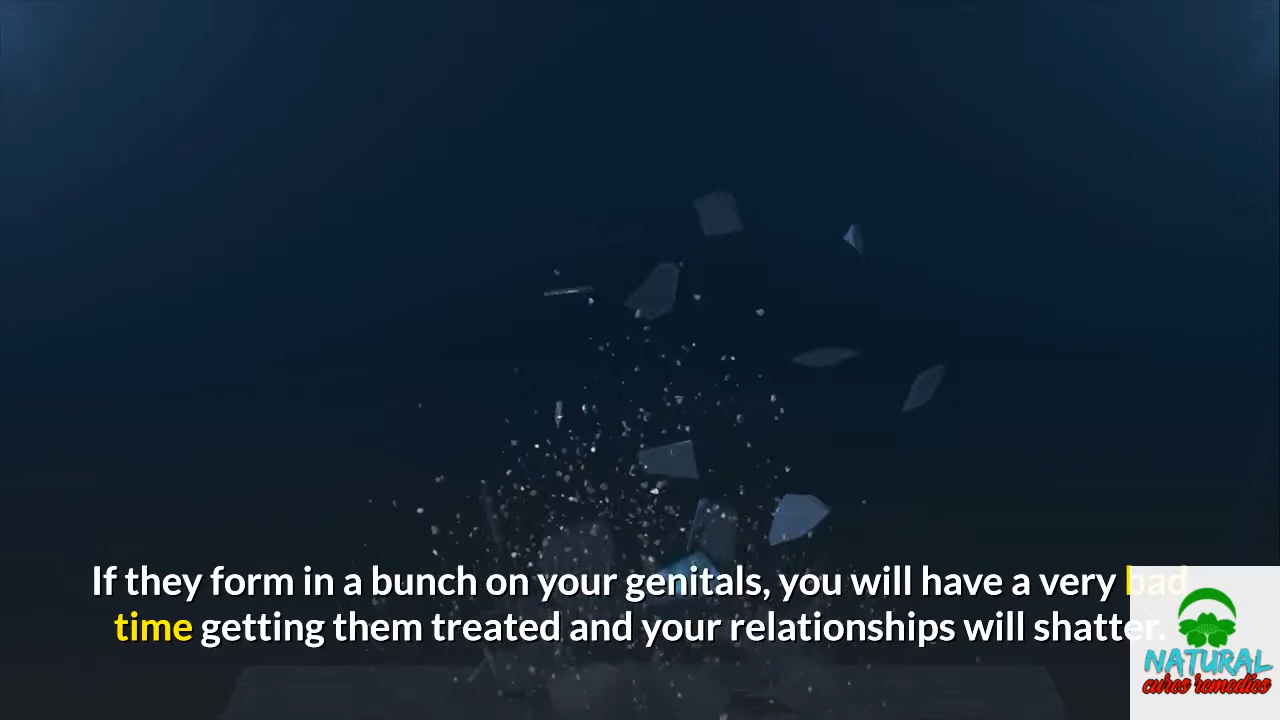 If they form in a bunch on your genitals, you will have a very bad
time getting them treated and your relationships will shatter.
NATURAL
cures remedies